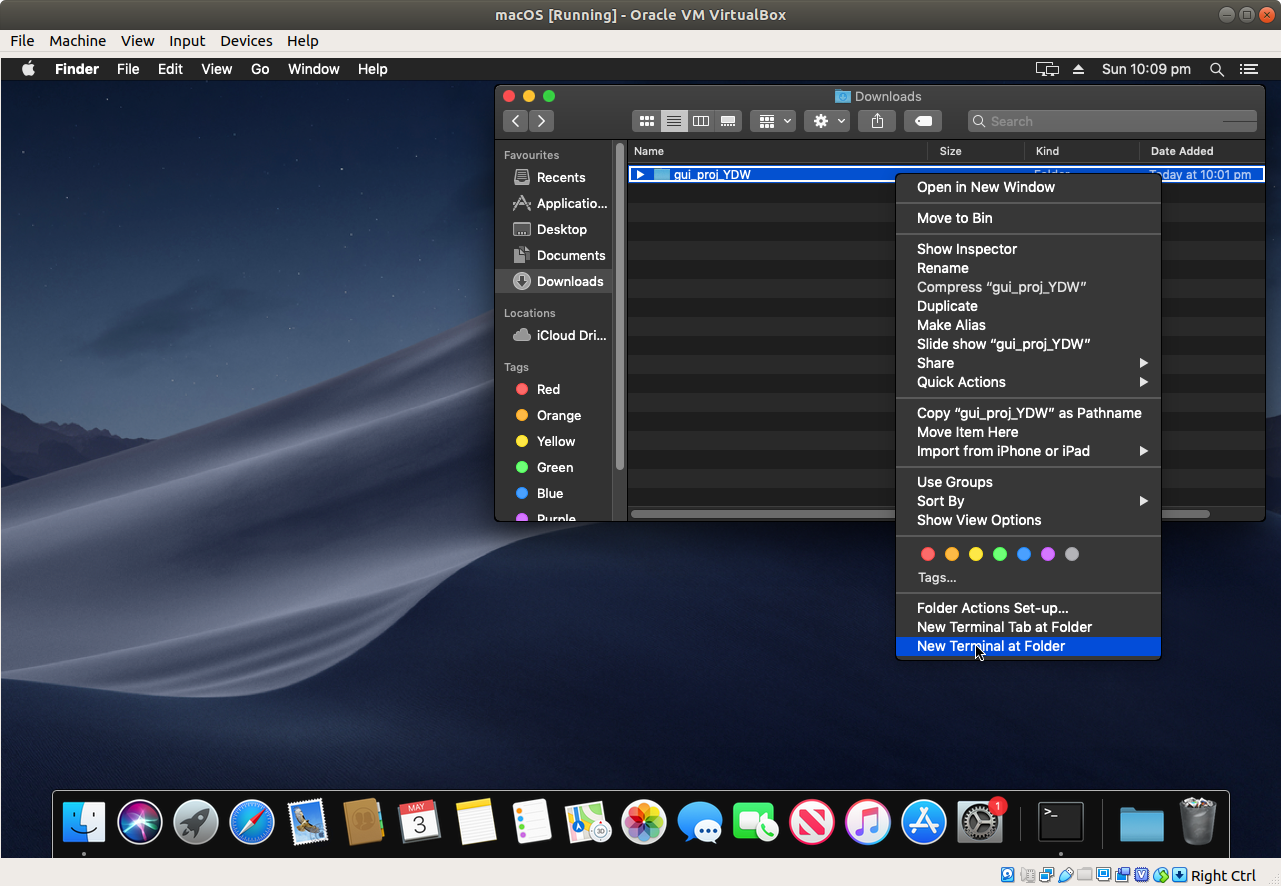 macOS [Running] - Oracle VM VirtualBox
File Machine View Input Devices Help
Finder File Edit View Go Window Help
Sun 10:09 pm
Downloads
Search
Favourites
Recents
Applicatio...
Desktop
Documents
Downloads
Locations
iCloud Dri...
Tags
Red
Orange
Yellow
Green
Blue
Purple
Name Size Kind Date Added
gui_proj_YDW Folder Today at 10:01 pm
Open in New Window
Move to Bin
Show Inspector
Rename
Compress “gui_proj_YDW”
Duplicate
Make Alias
Slide show “gui_proj_YDW”
Share
Quick Actions
Copy “gui_proj_YDW” as Pathname
Move Item Here
Import from iPhone or iPad
Use Groups
Sort By
Show View Options
Tags...
Folder Actions Set-up...
New Terminal Tab at Folder
New Terminal at Folder
MAY
3
3D
1
>_
Right Ctrl